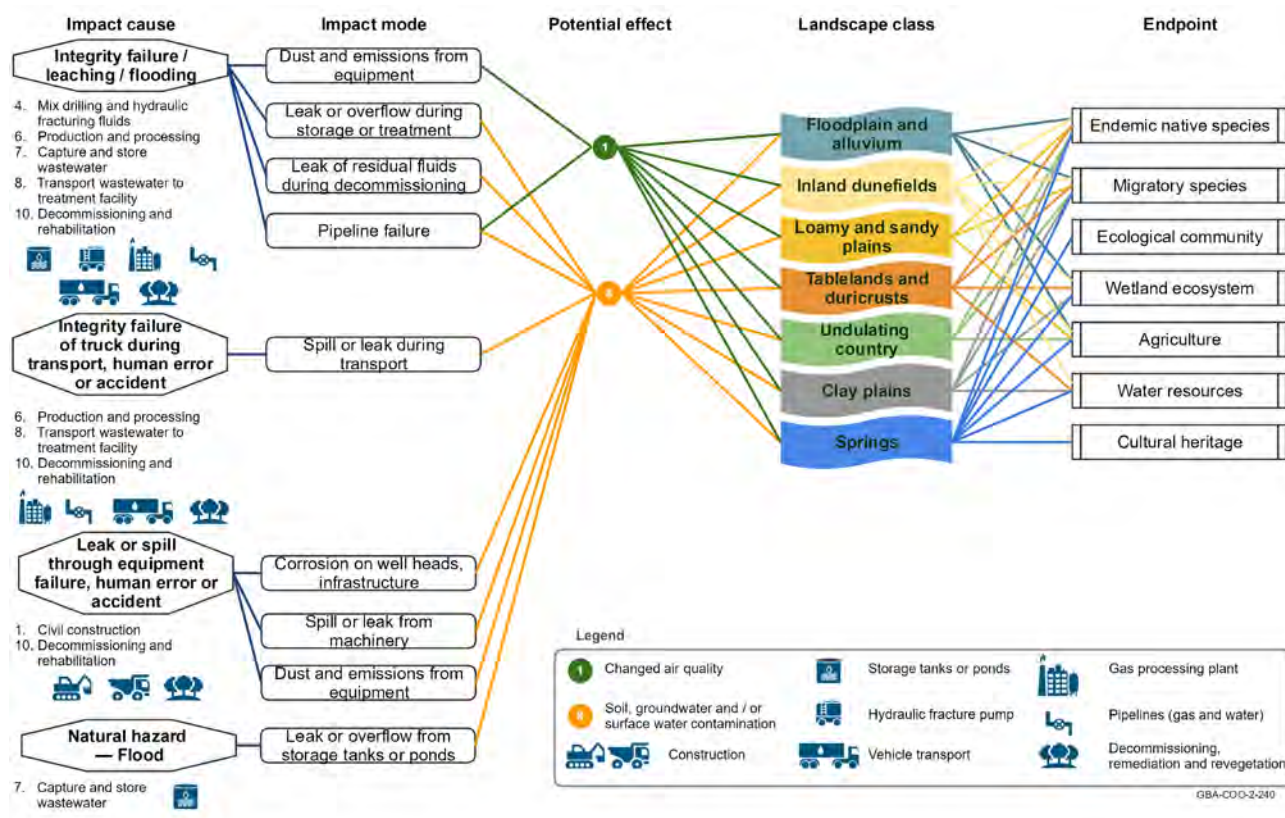 Impact cause
Impact mode
Potential effect
Landscape class
Endpoint
Integrity failure /
leaching / flooding
4. Mix drilling and hydraulic
fracturing fluids
6. Production and processing
7. Capture and store
wastewater
8. Transport wastewater to
treatment facility
10. Decommissioning and
rehabilitation
Integrity failure
of truck during
transport, human error
or accident
6. Production and processing
8. Transport wastewater to
treatment facility
10. Decommissioning and
rehabilitation
Leak or spill
through equipment
failure, human error or
accident
1. Civil construction
10. Decommissioning and
rehabilitation
Natural hazard
— Flood
7. Capture and store
wastewater
Dust and emissions from
equipment
Leak or overflow during
storage or treatment
Leak of residual fluids
during decommissioning
Pipeline failure
Spill or leak during
transport
Corrosion on well heads,
infrastructure
Spill or leak from
machinery
Dust and emissions from
equipment
Leak or overflow from
storage tanks or ponds
1
8
Floodplain and
alluvium
Inland dunefields
Loamy and sandy
plains
Tablelands and
duricrusts
Undulating
country
Clay plains
Springs
Endemic native species
Migratory species
Ecological community
Wetland ecosystem
Agriculture
Water resources
Cultural heritage
Legend
1 Changed air quality
8 Soil, groundwater and / or
surface water contamination
Construction
Storage tanks or ponds
Hydraulic fracture pump
Vehicle transport
Gas processing plant
Pipelines (gas and water)
Decommissioning,
remediation and revegetation
GBA-COO-2-240